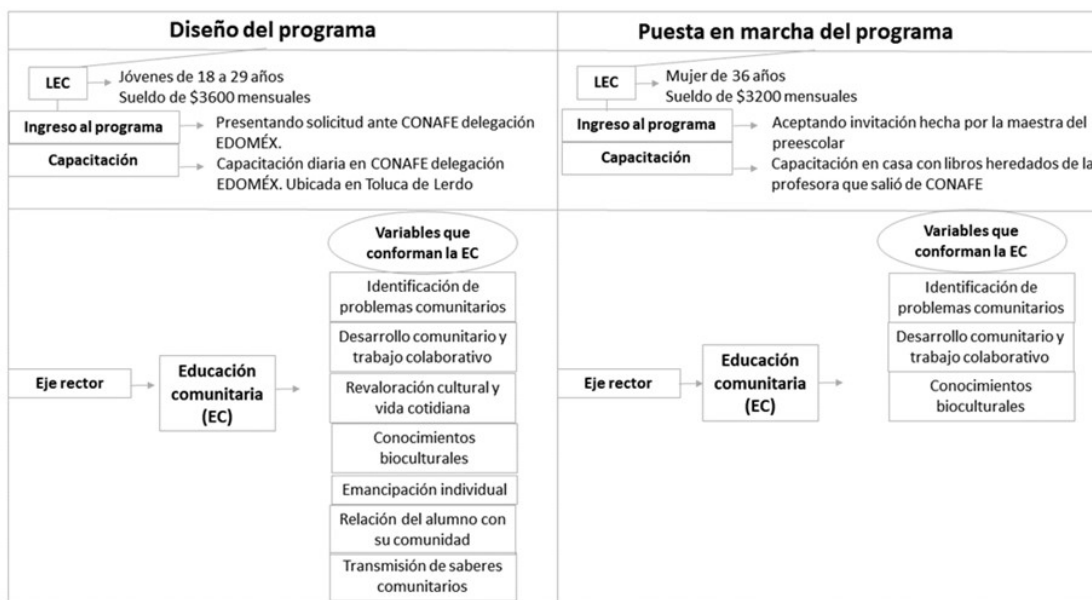 Diseño del programa
LEC
Jóvenes de 18 a 29 años
Sueldo de $3600 mensuales
Ingreso al programa
Presentando solicitud ante CONAFE delegación
EDOMÉX.
Capacitación
Capacitación diaria en CONAFE delegación
EDOMÉX. Ubicada en Toluca de Lerdo
Variables que
conforman la EC
Identificación de
problemas comunitarios
Desarrollo comunitario y
trabajo colaborativo
Eje rector
Educación
comunitaria
(EC)
Revaloración cultural y
vida cotidiana
Conocimientos
bioculturales
Emancipación individual
Relación del alumno con
su comunidad
Transmisión de saberes
comunitarios
Puesta en marcha del programa
LEC
Mujer de 36 años
Sueldo de $3200 mensuales
Ingreso al programa
Aceptando invitación hecha por la maestra del
preescolar
Capacitación
Capacitación en casa con libros heredados de la
profesora que salió de CONAFE
Variables que
conforman la EC
Identificación de
problemas comunitarios
Desarrollo comunitario y
trabajo colaborativo
Eje rector
Educación
comunitaria
(EC)
Conocimientos
bioculturales